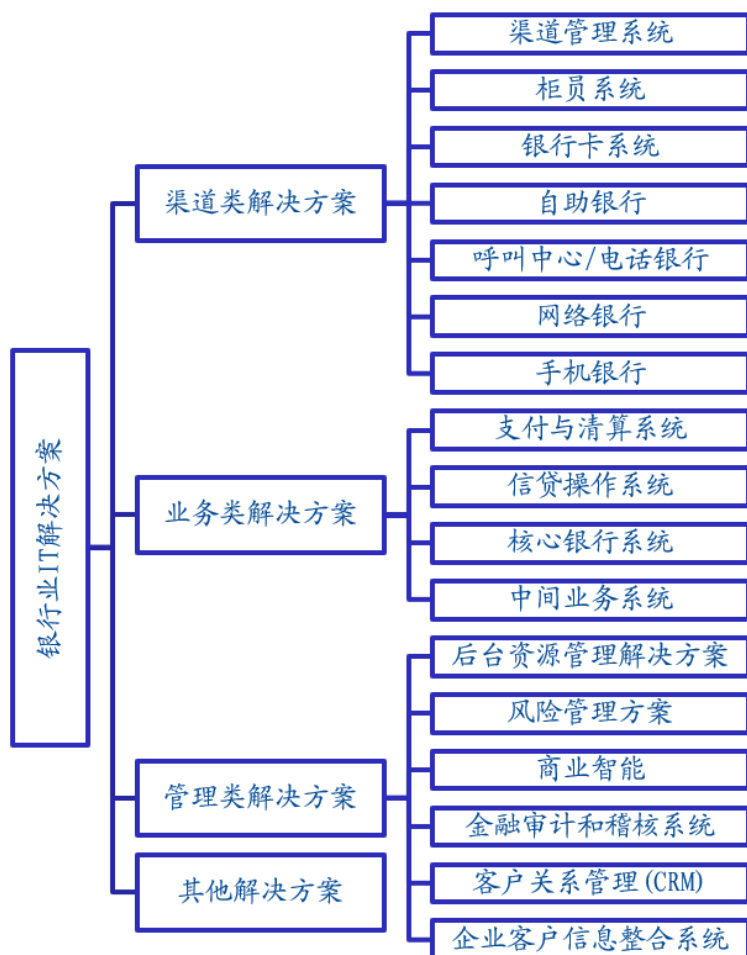 银行业IT解决方案
渠道类解决方案
渠道管理系统
柜员系统
银行卡系统
自助银行
呼叫中心/电话银行
网络银行
手机银行
业务类解决方案
支付与清算系统
信贷操作系统
核心银行系统
中间业务系统
管理类解决方案
后台资源管理解决方案
风险管理方案
商业智能
金融审计和稽核系统
客户关系管理(CRM)
企业客户信息整合系统
其他解决方案